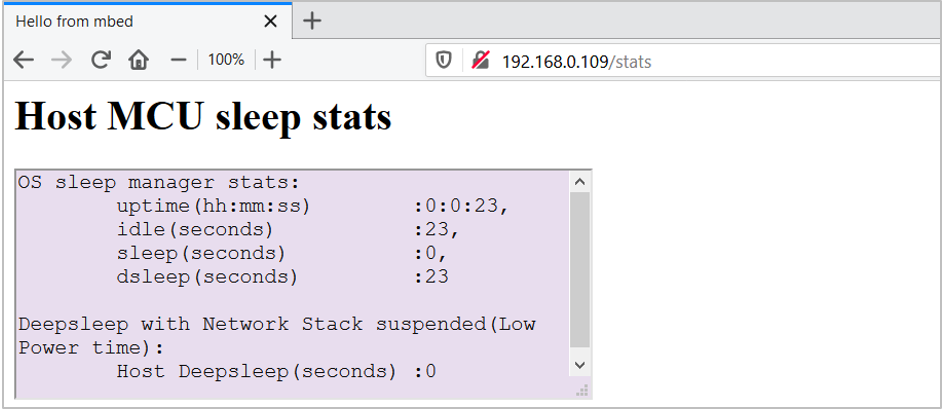 Hello from mbed
100%
192.168.0.109/stats
Host MCU sleep stats
OS sleep manager stats:
uptime(hh:mm:ss) :0:0:23,
idle(seconds) :23,
sleep(seconds) :0,
dsleep(seconds) :23
Deepsleep with Network Stack suspended(Low
Power time):
Host Deepsleep(seconds) :0